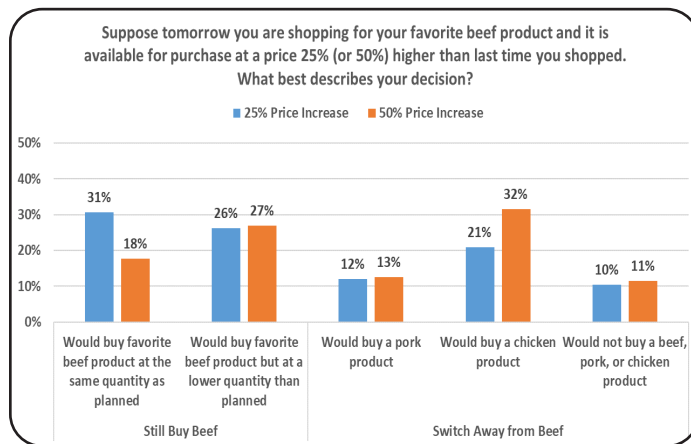 Suppose tomorrow you are shopping for your favorite beef product and it is
available for purchase at a price 25% (or 50%) higher than last time you shopped.
What best describes your decision?
25% Price Increase 50% Price Increase
50%
40%
30%
20%
10%
0%
31%
18%
26%
27%
12%
13%
21%
32%
10%
11%
Would buy favorite
beef product at the
same quantity as
planned
Would buy favorite
beef product but at a
lower quantity than
planned
Would buy a pork
product
Would buy a chicken
product
Would not buy a beef,
pork, or chicken
product
Still Buy Beef
Switch Away from Beef